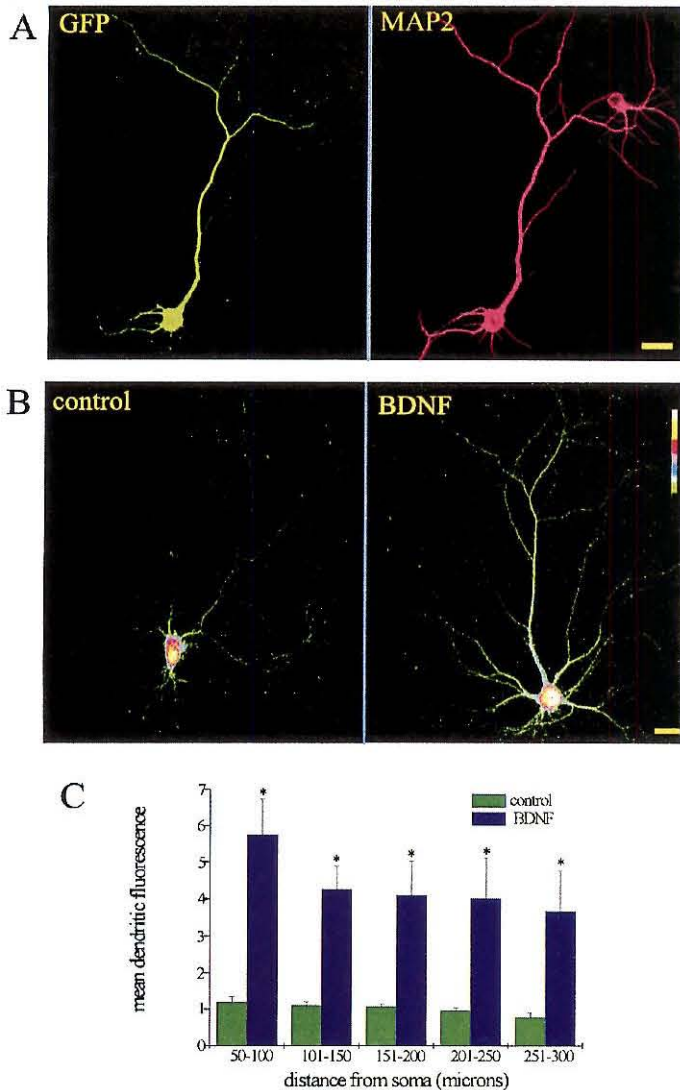 A
GFP
MAP2
B
control
BDNF
C
control
BDNF
mean dendritic fluorescence
7
6
5
4
3
2
1
0
* * * * *
50-100 101-150 151-200 201-250 251-300
distance from soma (microns)